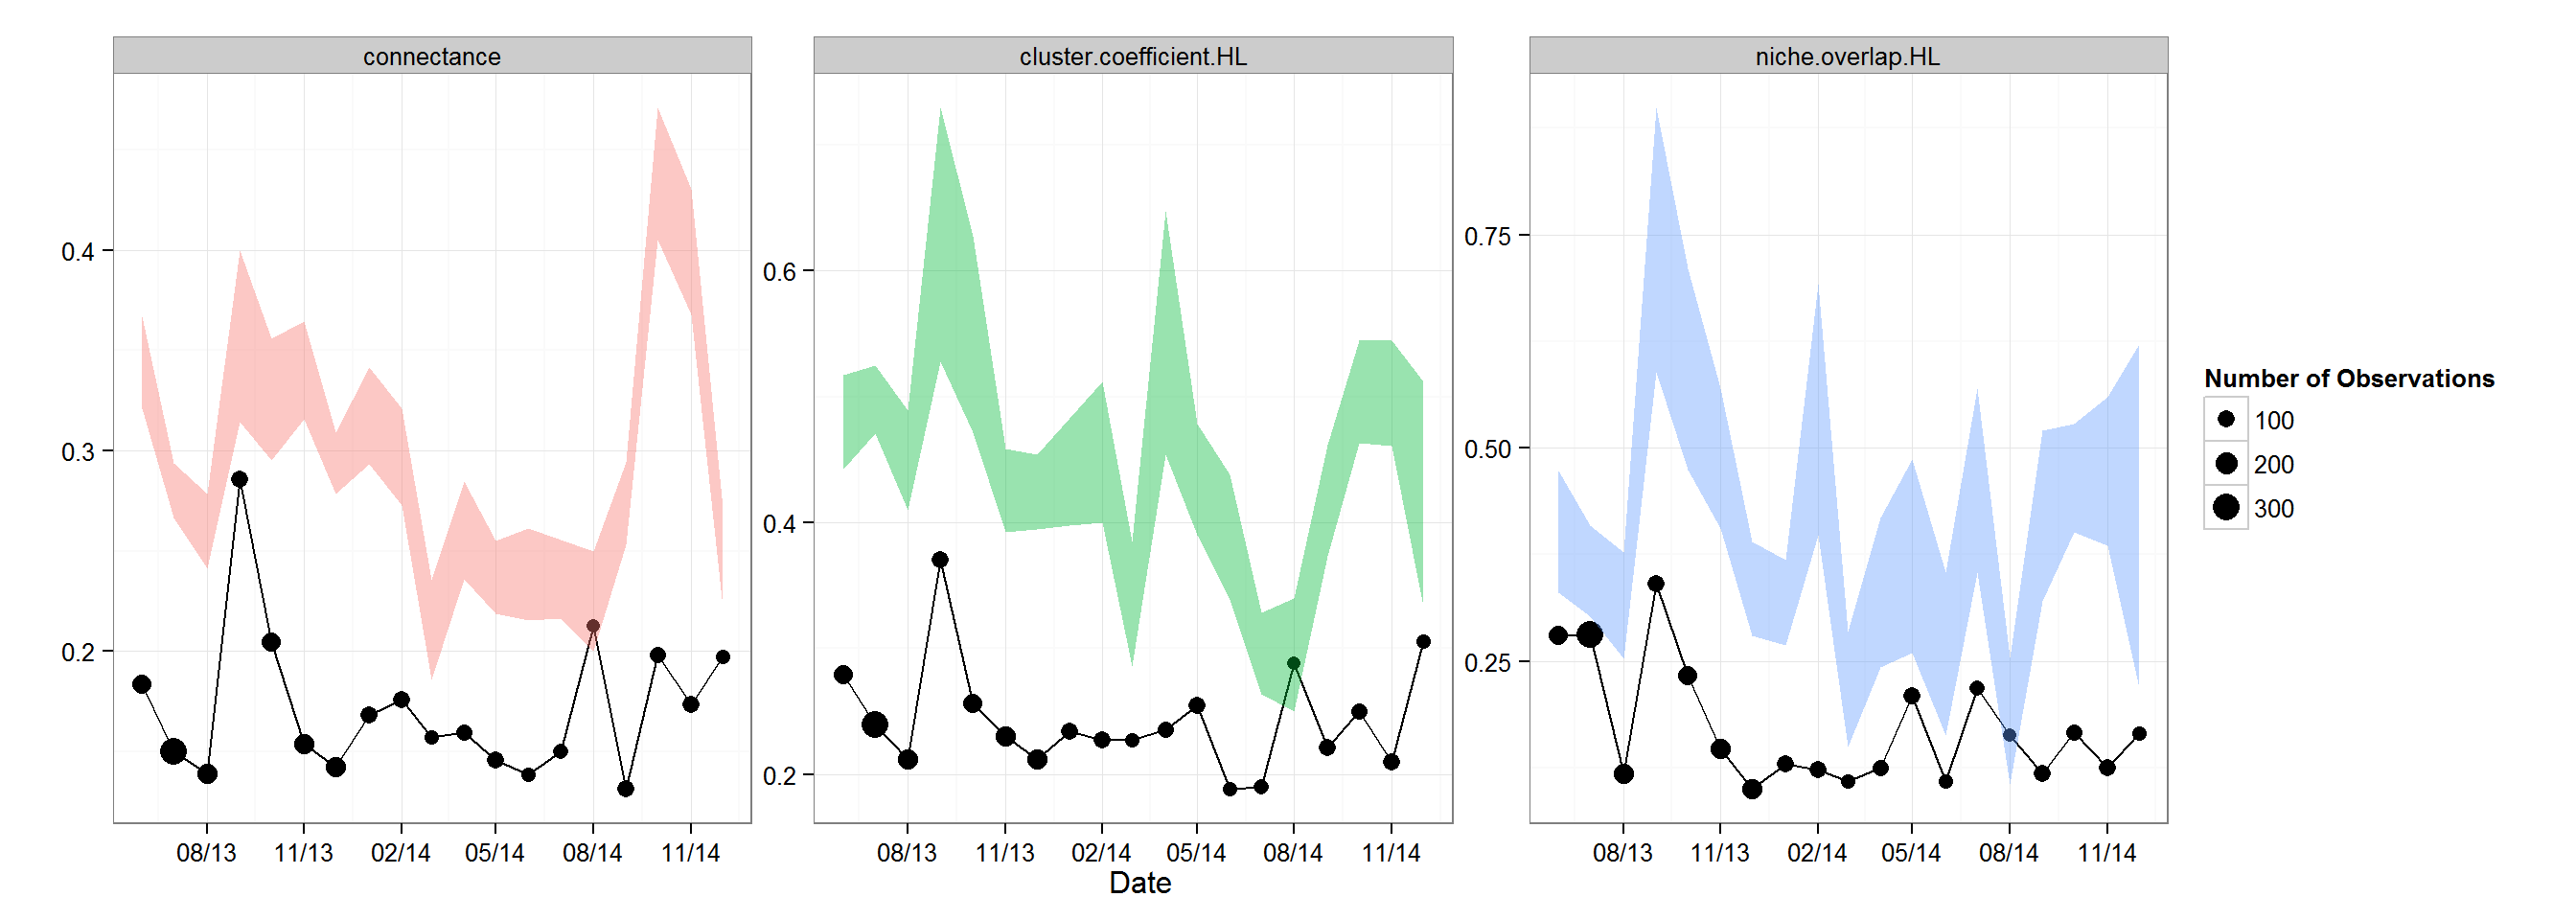 connectance
cluster.coefficient.HL
niche.overlap.HL
0.4
0.3
0.2
0.6
0.4
0.2
0.75
0.50
0.25
08/13 11/13 02/14 05/14 08/14 11/14
08/13 11/13 02/14 05/14 08/14 11/14
08/13 11/13 02/14 05/14 08/14 11/14
Date
Number of Observations
100
200
300